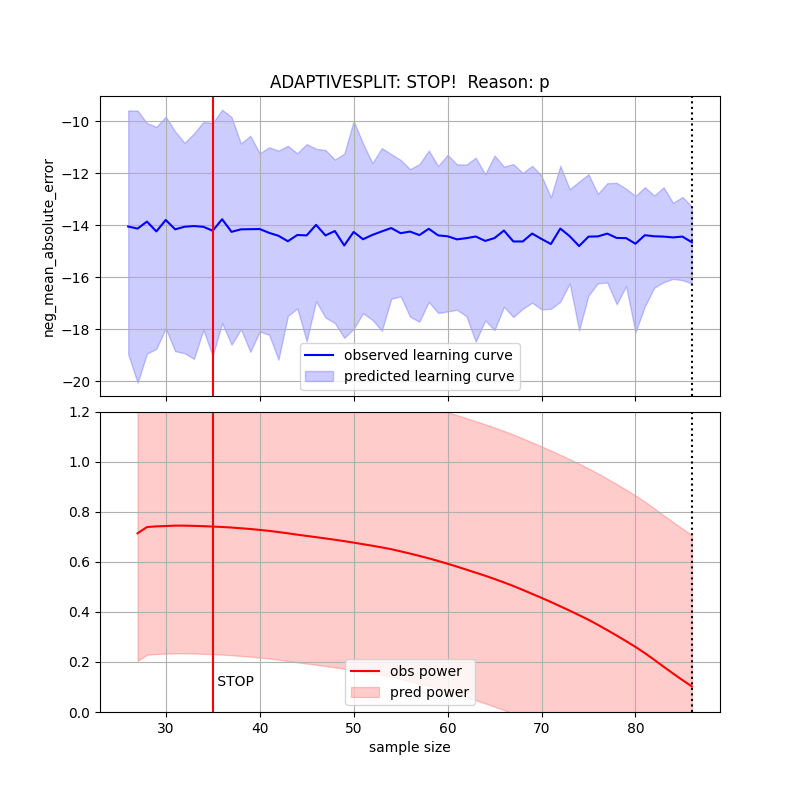 ADAPTIVESPLIT: STOP!  Reason: p
neg_mean_absolute_error
−10
−12
−14
−16
−18
−20
observed learning curve
predicted learning curve
1.2
1.0
0.8
0.6
0.4
0.2
0.0
STOP
obs power
pred power
30 40 50 60 70 80
sample size